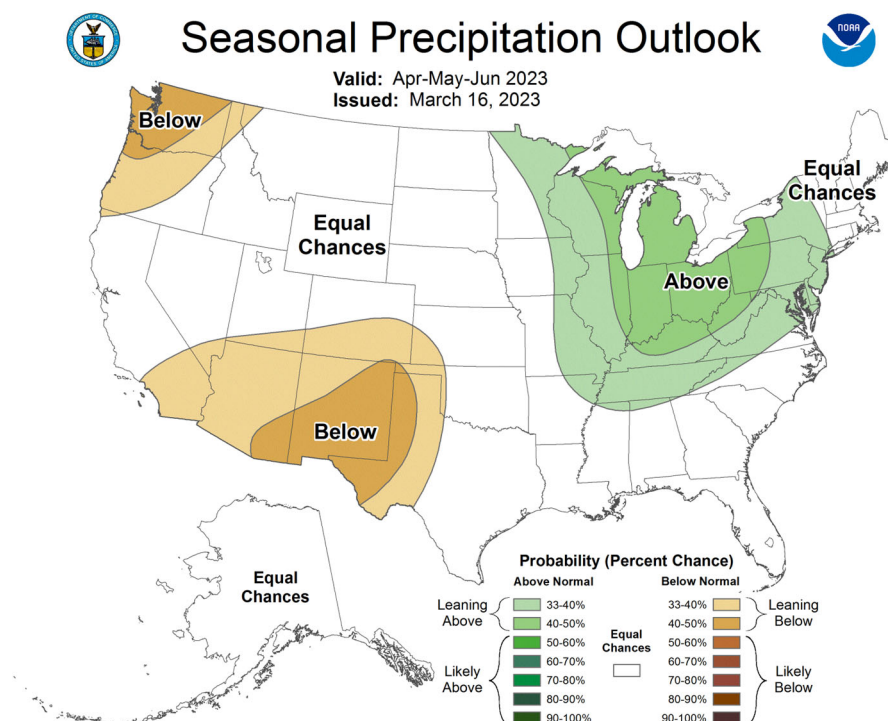 Seasonal Precipitation Outlook
NOAA
Valid: Apr-May-Jun 2023
Issued: March 16, 2023
Below
Equal
Chances
Equal
Chances
Above
Below
Equal
Chances
Probability (Percent Chance)
Above Normal
Below Normal
Leaning
Above
33-40%
40-50%
50-60%
60-70%
70-80%
80-90%
90-100%
Likely
Above
Equal
Chances
33-40%
40-50%
50-60%
60-70%
70-80%
80-90%
90-100%
Leaning
Below
Likely
Below